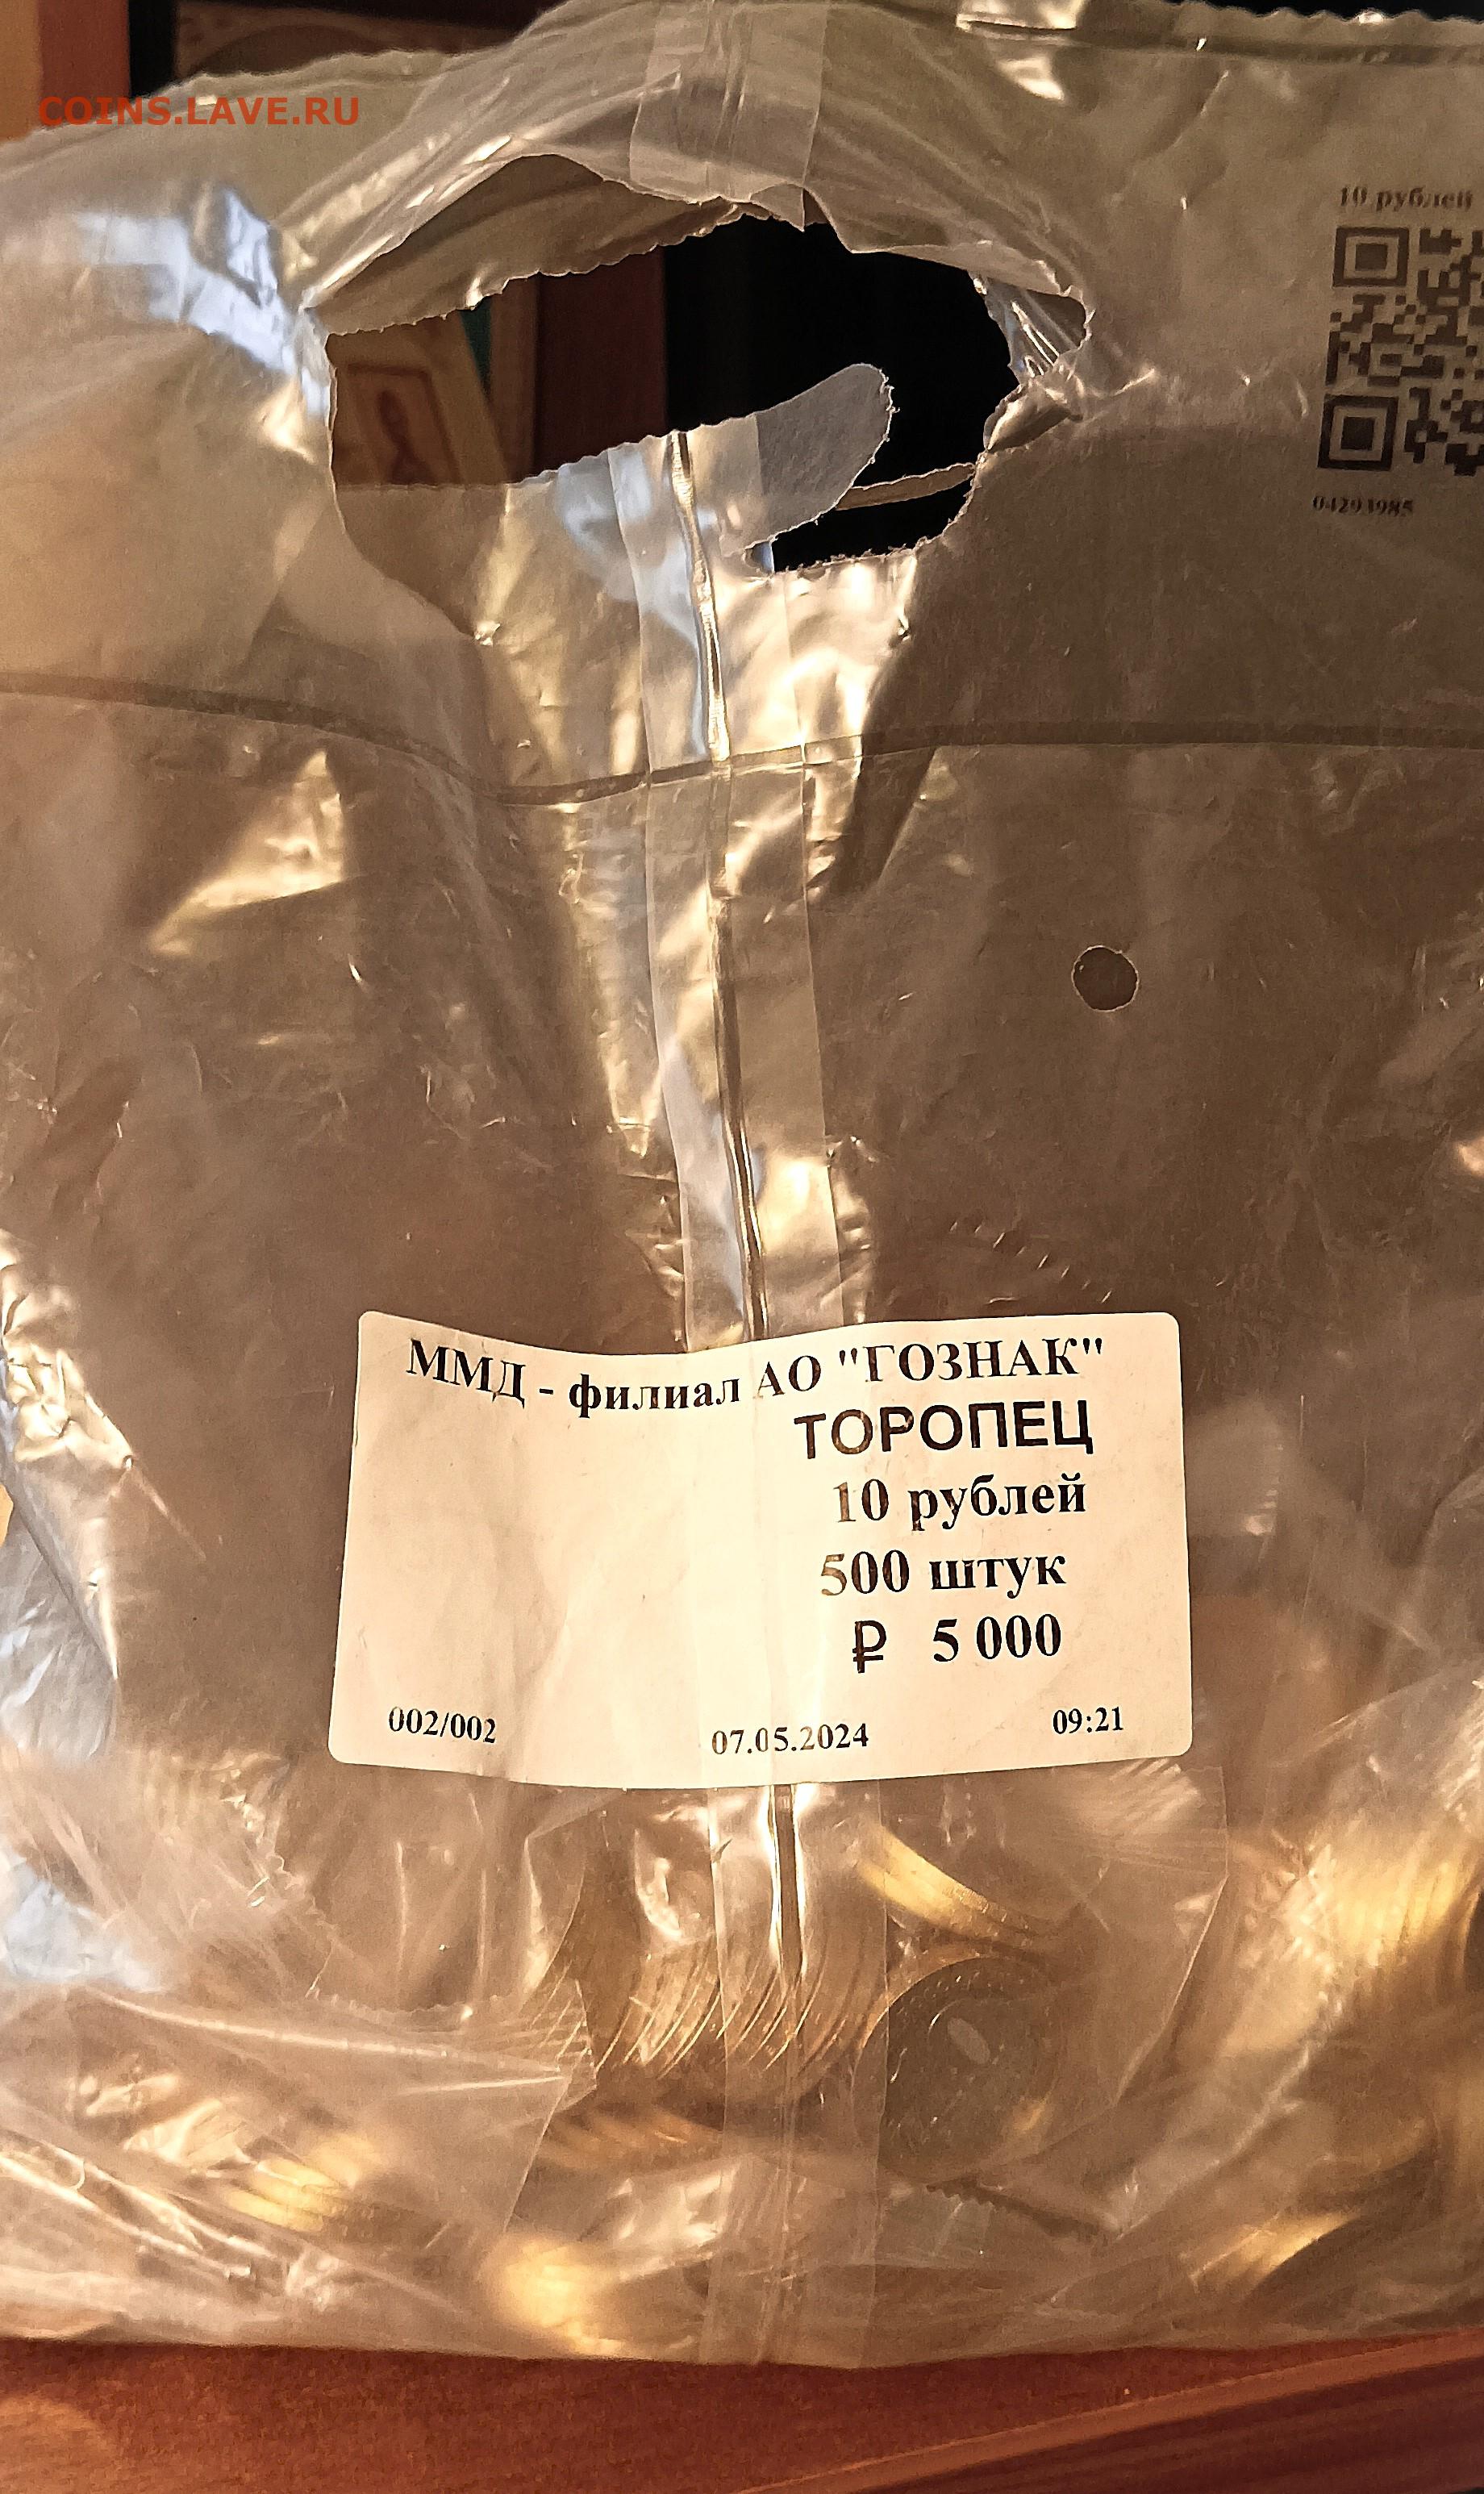 COINS.LAVE.RU
10 рублей
04293985
ММД - филиал АО "ГОЗНАК"
ТОРОПЕЦ
10 рублей
500 штук
₽ 5 000
002/002 07.05.2024 09:21